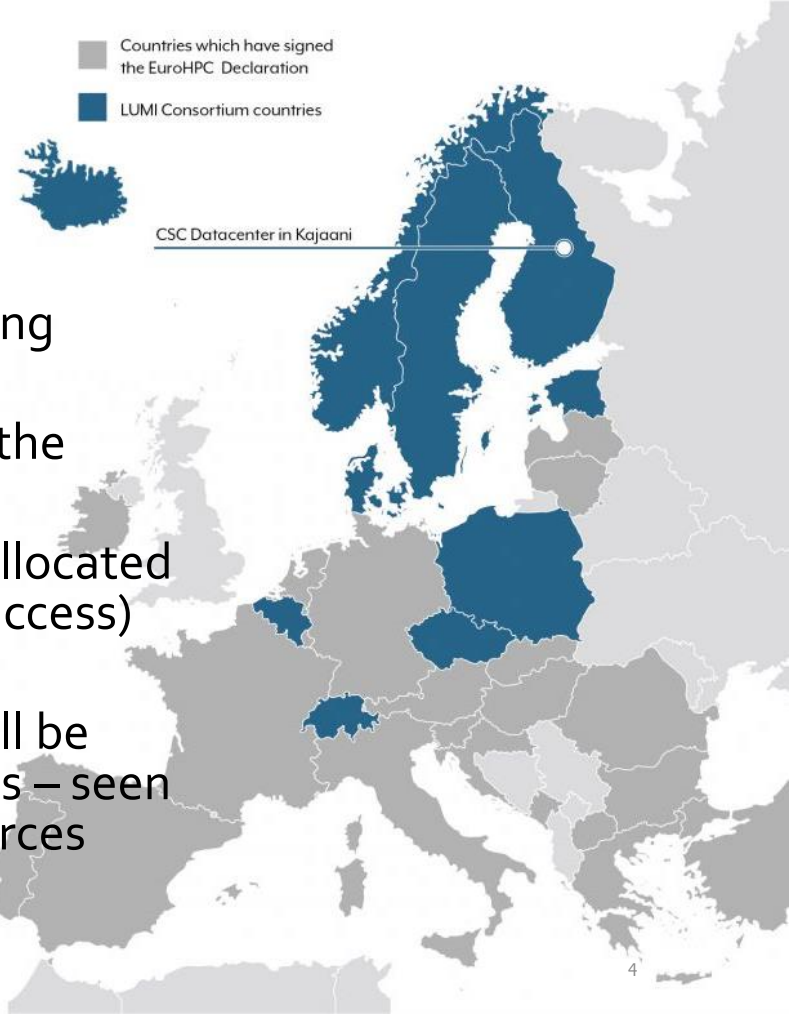 Countries which have signed
the EuroHPC Declaration
LUMI Consortium countries
CSC Datacenter in Kajaani
ng
the
llocated
ccess)
ll be
s – seen
rces
4